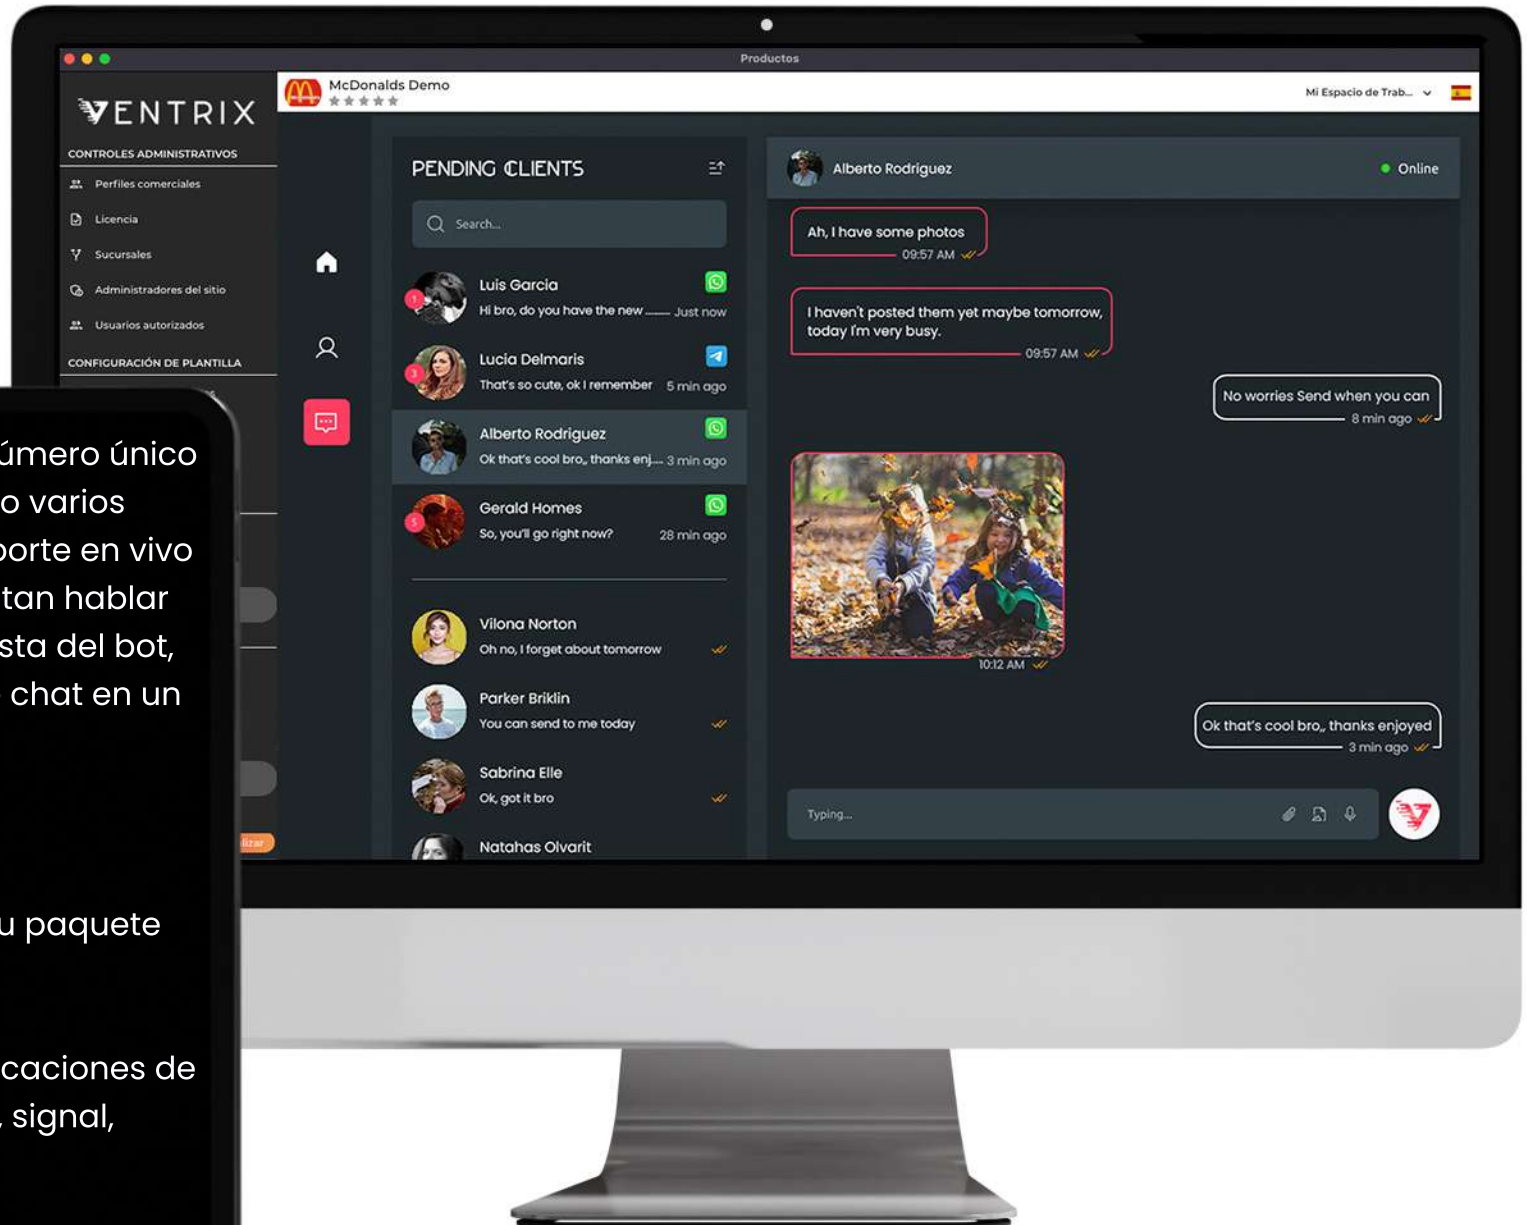 Productos
VENTRIX
McDonalds Demo
Mi Espacio de Trab...
CONTROLES ADMINISTRATIVOS
Perfiles comerciales
Licencia
Sucursales
Administradores del sitio
Usuarios autorizados
CONFIGURACIÓN DE PLANTILLA
lizar
PENDING CLIENTS
Search...
1
Luis Garcia
Hi bro, do you have the new ........ Just now
3
Lucia Delmaris
That's so cute, ok I remember 5 min ago
Alberto Rodriguez
Ok that's cool bro,, thanks enj.... 3 min ago
5
Gerald Homes
So, you'll go right now? 28 min ago
Vilona Norton
Oh no, I forget about tomorrow
Parker Briklin
You can send to me today
Sabrina Elle
Ok, got it bro
Natahas Olvarit
Alberto Rodriguez
Online
Ah, I have some photos
09:57 AM
I haven't posted them yet maybe tomorrow,
today I'm very busy.
09:57 AM
No worries Send when you can
8 min ago
10:12 AM
Ok that's cool bro,, thanks enjoyed
3 min ago
Typing...
úmero único
o varios
porte en vivo
tan hablar
sta del bot,
chat en un
u paquete
caciones de
, signal,